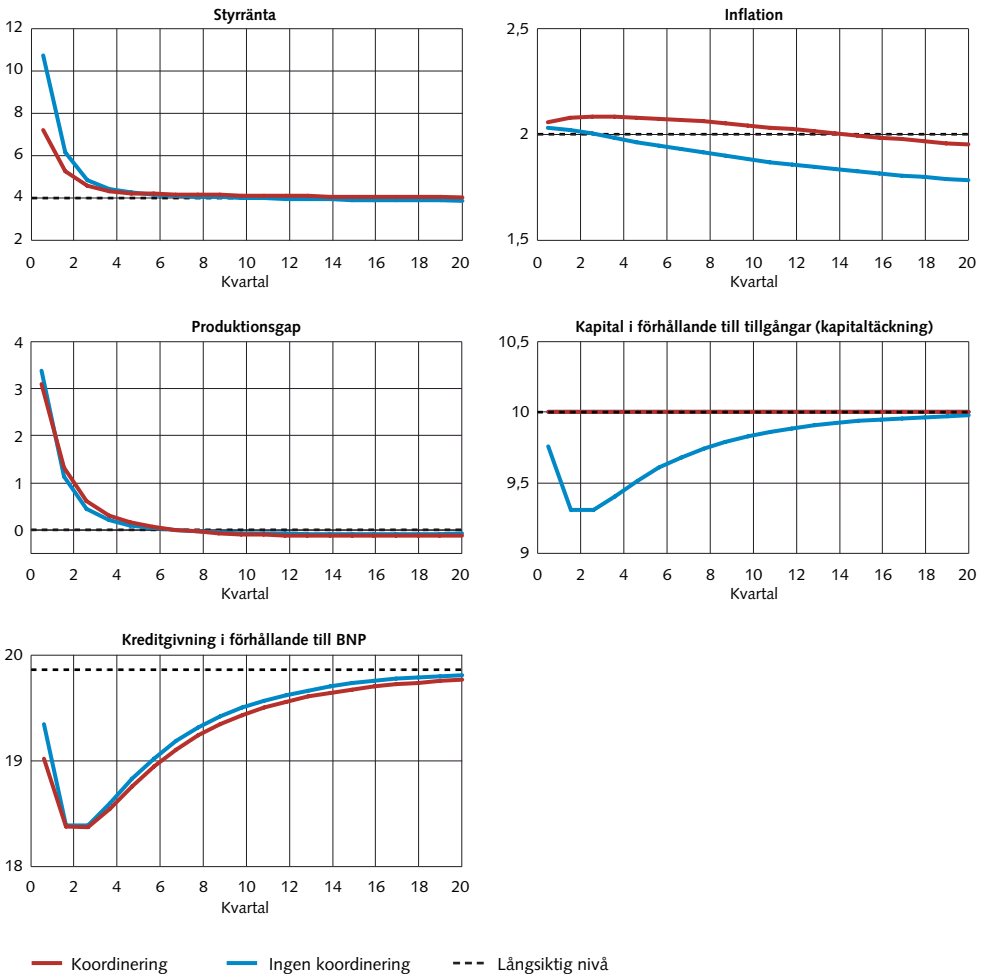 Styrränta
12
10
8
6
4
2
0 2 4 6 8 10 12 14 16 18 20
Kvartal
Inflation
2,5
2
1,5
0 2 4 6 8 10 12 14 16 18 20
Kvartal
Produktionsgap
4
3
2
1
0
0 2 4 6 8 10 12 14 16 18 20
Kvartal
Kapital i förhållande till tillgångar (kapitaltäckning)
10,5
10
9,5
9
0 2 4 6 8 10 12 14 16 18 20
Kvartal
Kreditgivning i förhållande till BNP
20
19
18
0 2 4 6 8 10 12 14 16 18 20
Kvartal
Koordinering Ingen koordinering Långsiktig nivå